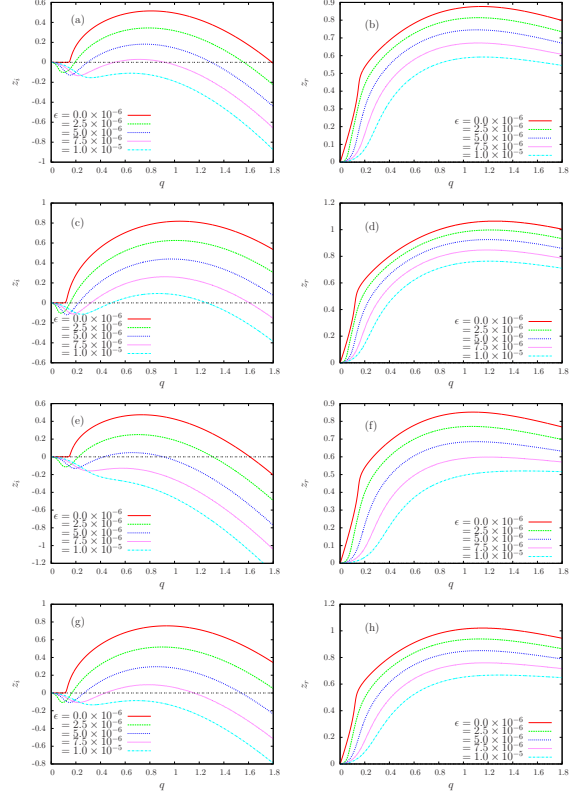 0.6
0.4
0.2
0
-0.2
-0.4
-0.6
-0.8
-1
z_i
(a)
ϵ = 0.0 × 10⁻⁶
= 2.5 × 10⁻⁶
= 5.0 × 10⁻⁶
= 7.5 × 10⁻⁶
= 1.0 × 10⁻⁵
0 0.2 0.4 0.6 0.8 1 1.2 1.4 1.6 1.8
q
0.9
0.8
0.7
0.6
0.5
0.4
0.3
0.2
0.1
0
z_r
(b)
ϵ = 0.0 × 10⁻⁶
= 2.5 × 10⁻⁶
= 5.0 × 10⁻⁶
= 7.5 × 10⁻⁶
= 1.0 × 10⁻⁵
0 0.2 0.4 0.6 0.8 1 1.2 1.4 1.6 1.8
q
1
0.8
0.6
0.4
0.2
0
-0.2
-0.4
-0.6
z_i
(c)
ϵ = 0.0 × 10⁻⁶
= 2.5 × 10⁻⁶
= 5.0 × 10⁻⁶
= 7.5 × 10⁻⁶
= 1.0 × 10⁻⁵
0 0.2 0.4 0.6 0.8 1 1.2 1.4 1.6 1.8
q
1.2
1
0.8
0.6
0.4
0.2
0
z_r
(d)
ϵ = 0.0 × 10⁻⁶
= 2.5 × 10⁻⁶
= 5.0 × 10⁻⁶
= 7.5 × 10⁻⁶
= 1.0 × 10⁻⁵
0 0.2 0.4 0.6 0.8 1 1.2 1.4 1.6 1.8
q
0.6
0.4
0.2
0
-0.2
-0.4
-0.6
-0.8
-1
-1.2
z_i
(e)
ϵ = 0.0 × 10⁻⁶
= 2.5 × 10⁻⁶
= 5.0 × 10⁻⁶
= 7.5 × 10⁻⁶
= 1.0 × 10⁻⁵
0 0.2 0.4 0.6 0.8 1 1.2 1.4 1.6 1.8
q
0.9
0.8
0.7
0.6
0.5
0.4
0.3
0.2
0.1
0
z_r
(f)
ϵ = 0.0 × 10⁻⁶
= 2.5 × 10⁻⁶
= 5.0 × 10⁻⁶
= 7.5 × 10⁻⁶
= 1.0 × 10⁻⁵
0 0.2 0.4 0.6 0.8 1 1.2 1.4 1.6 1.8
q
1
0.8
0.6
0.4
0.2
0
-0.2
-0.4
-0.6
-0.8
z_i
(g)
ϵ = 0.0 × 10⁻⁶
= 2.5 × 10⁻⁶
= 5.0 × 10⁻⁶
= 7.5 × 10⁻⁶
= 1.0 × 10⁻⁵
0 0.2 0.4 0.6 0.8 1 1.2 1.4 1.6 1.8
q
1.2
1
0.8
0.6
0.4
0.2
0
z_r
(h)
ϵ = 0.0 × 10⁻⁶
= 2.5 × 10⁻⁶
= 5.0 × 10⁻⁶
= 7.5 × 10⁻⁶
= 1.0 × 10⁻⁵
0 0.2 0.4 0.6 0.8 1 1.2 1.4 1.6 1.8
q